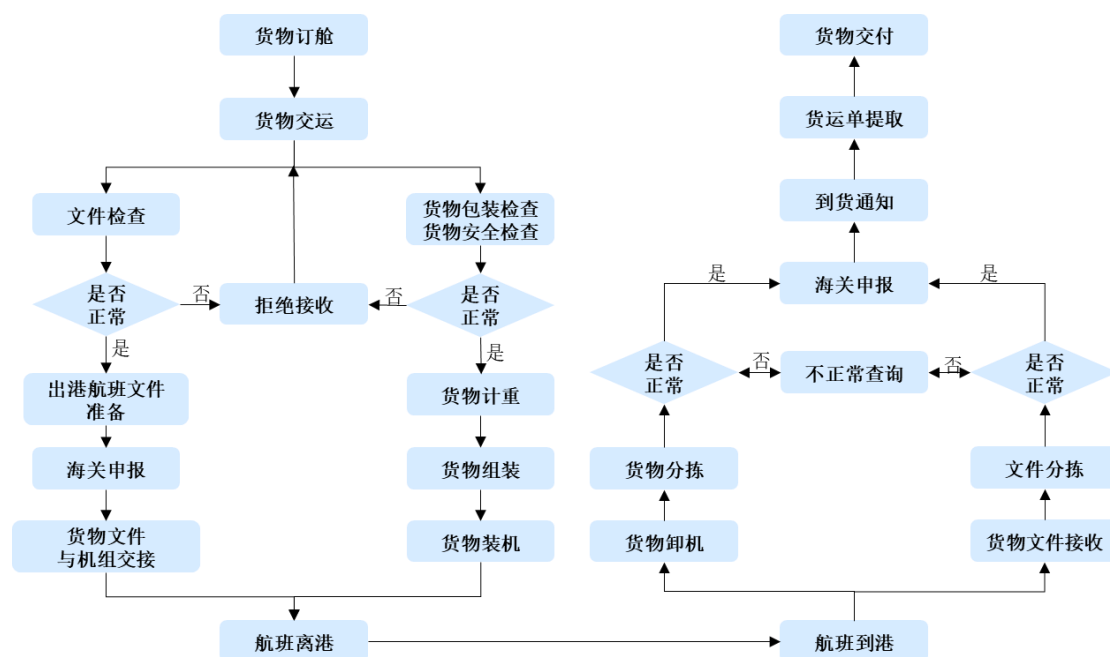 货物订舱
货物交运
文件检查
货物包装检查
货物安全检查
是否
正常
否
拒绝接收
否
是否
正常
是
是
出港航班文件
准备
货物计重
海关申报
货物组装
货物文件
与机组交接
货物装机
航班离港
货物交付
货运单提取
到货通知
是
海关申报
是
是否
正常
否
不正常查询
否
是否
正常
货物分拣
文件分拣
货物卸机
货物文件接收
航班到港